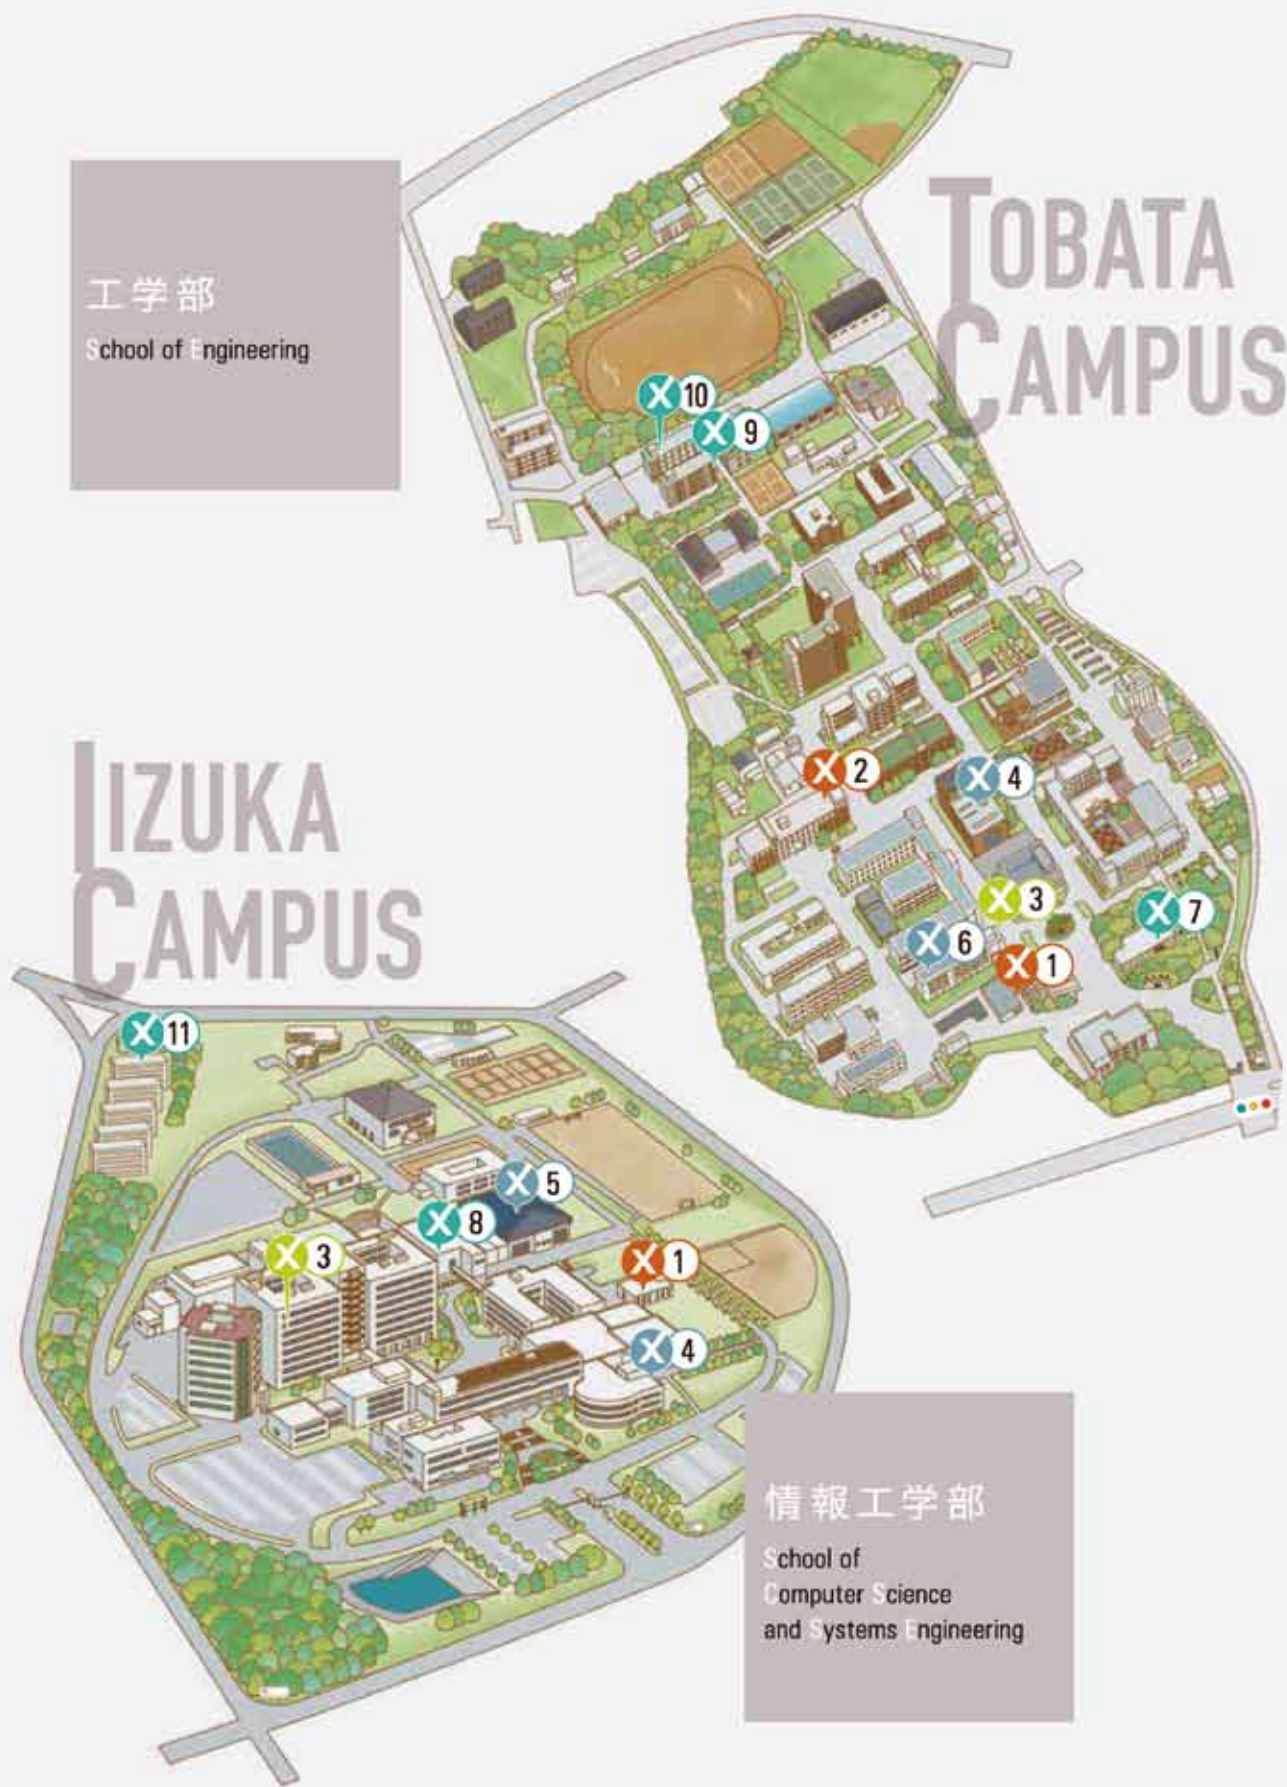 工学部
School of Engineering
TOBATA
CAMPUS
X 10
X 9
X 2
X 4
X 3
X 7
X 6
X 1
IIZUKA
CAMPUS
X 11
X 5
X 8
X 3
X 1
X 4
情報工学部
School of
Computer Science
and Systems Engineering